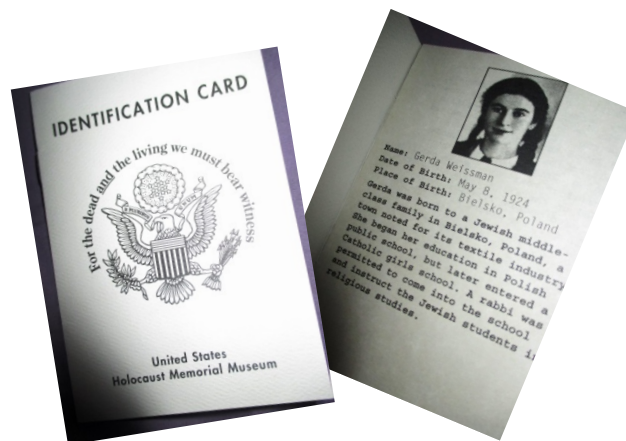 IDENTIFICATION CARD
For the dead and the living we must bear witness
United States
Holocaust Memorial Museum
Name: Gerda Weissman
Date of Birth: May 8, 1924
Place of Birth: Bielsko, Poland
Gerda was born to a Jewish middle-
class family in Bielsko, Poland, a
town noted for its textile industry
She began her education in Polish
public school, but later entered a
Catholic girls school. A rabbi was
permitted to come into the school
and instruct the Jewish students in
religious studies.